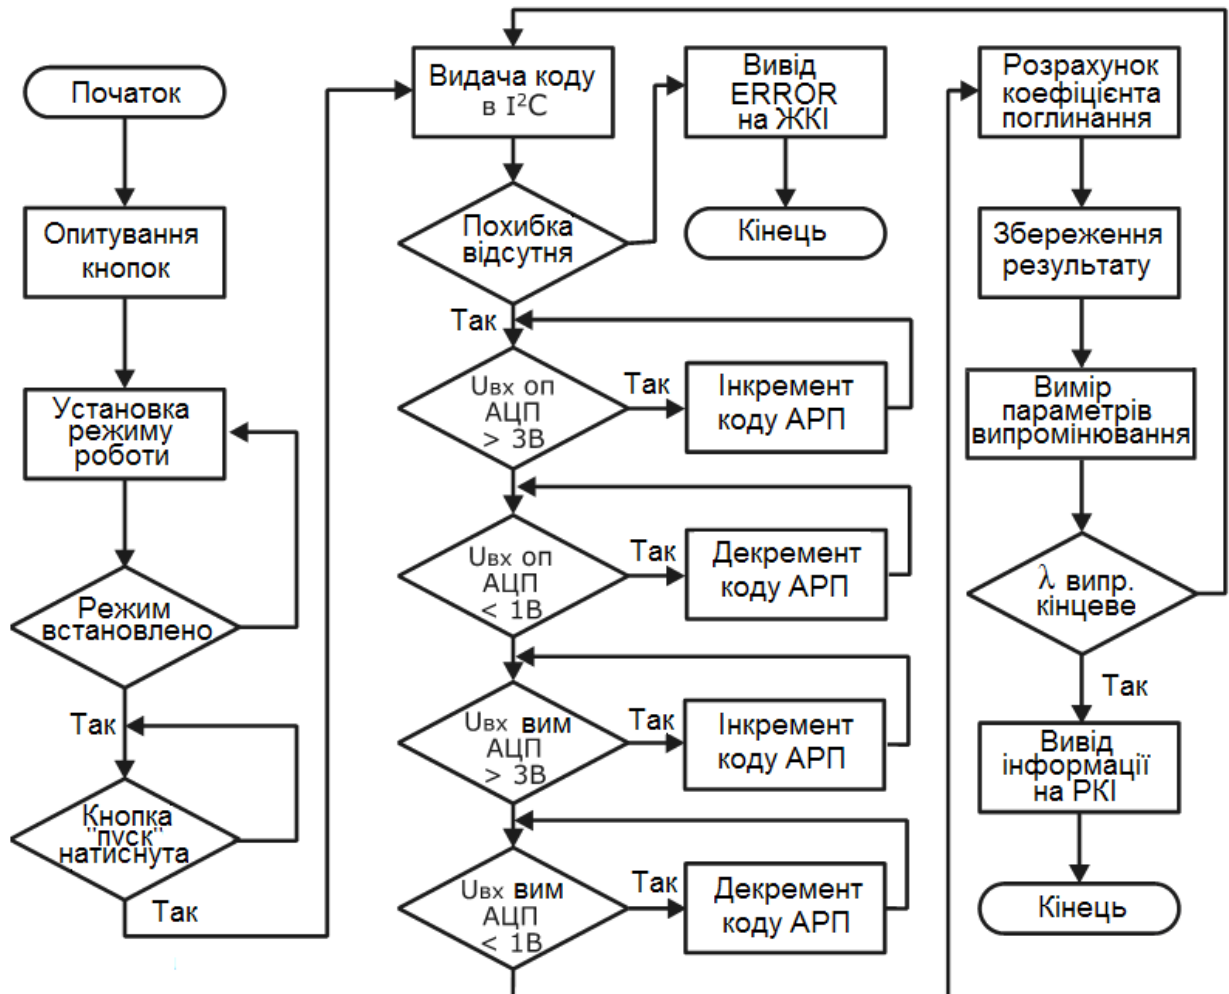 Початок
Опитування
кнопок
Установка
режиму
роботи
Режим
встановлено
Так
Кнопка
"пуск"
натиснута
Так
Видача коду
в I²C
Похибка
відсутня
Так
Uвх оп
АЦП
> 3В
Так
Інкремент
коду АРП
Uвх оп
АЦП
< 1В
Так
Декремент
коду АРП
Uвх вим
АЦП
> 3В
Так
Інкремент
коду АРП
Uвх вим
АЦП
< 1В
Так
Декремент
коду АРП
Вивід
ERROR
на ЖКІ
Кінець
Розрахунок
коефіцієнта
поглинання
Збереження
результату
Вимір
параметрів
випромінювання
λ випр.
кінцеве
Так
Вивід
інформації
на РКІ
Кінець